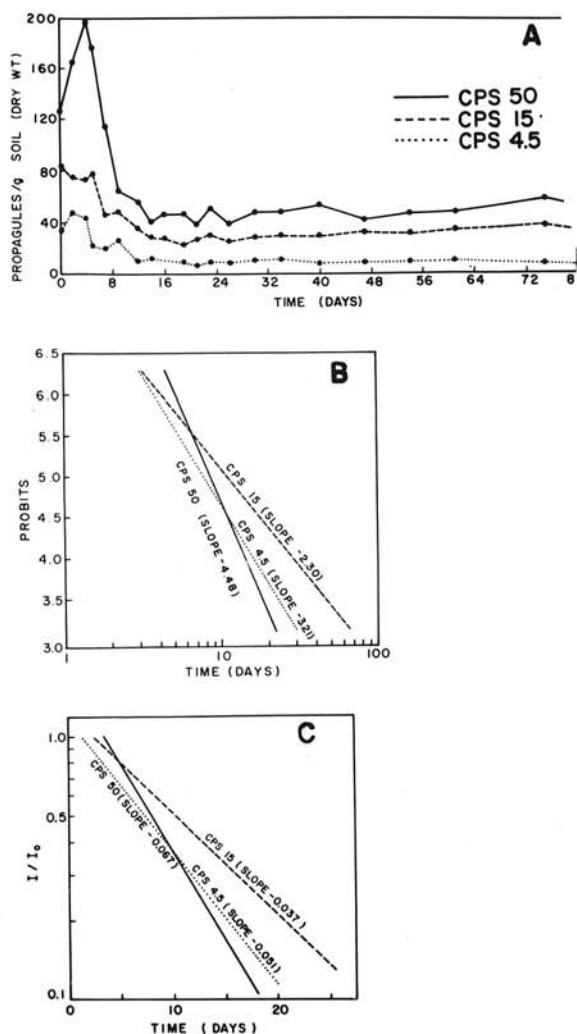 A
200
160
120
80
40
0
PROPAGULES/g SOIL (DRY WT)
CPS 50
CPS 15
CPS 4.5
0 8 16 24 32 40 48 56 64 72 8
TIME (DAYS)
B
6.5
6.0
5.5
5.0
4.5
4.0
3.5
3.0
PROBITS
CPS 50 (SLOPE -4.48)
CPS 4.5 (SLOPE -3.21)
CPS 15 (SLOPE -2.30)
1 10 100
TIME (DAYS)
C
1.0
0.5
0.1
I/I₀
CPS 50 (SLOPE -0.067)
CPS 4.5 (SLOPE -0.051)
CPS 15 (SLOPE -0.037)
0 10 20
TIME (DAYS)